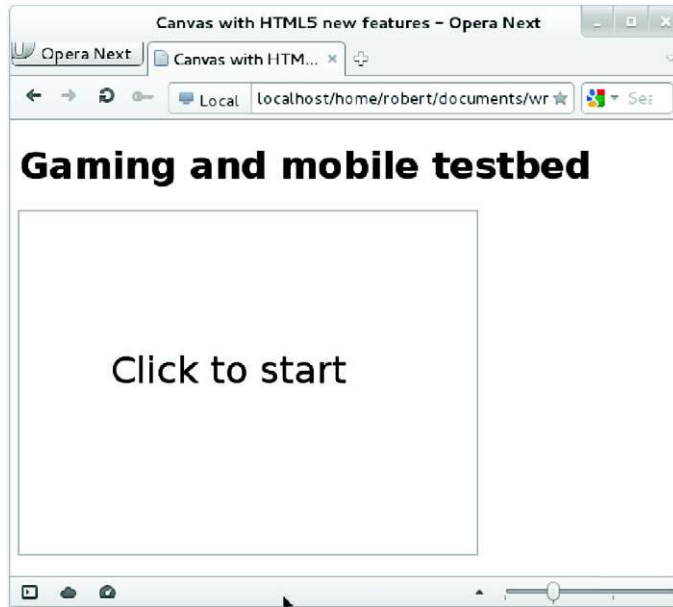 Canvas with HTML5 new features – Opera Next
Opera Next
Canvas with HTM...
Local localhost/home/robert/documents/wr
Gaming and mobile testbed
Click to start